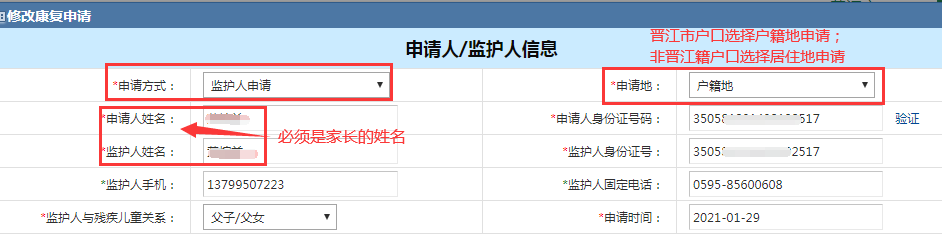 修改康复申请
申请人/监护人信息
晋江市户口选择户籍地申请；
非晋江籍户口选择居住地申请
*申请方式： 监护人申请 *申请地： 户籍地
*申请人姓名： *申请人身份证号码： 35058 517 验证
必须是家长的姓名
*监护人姓名： *监护人身份证号： 35058 2517
*监护人手机： 13799507223 *监护人固定电话： 0595-85600608
*监护人与残疾儿童关系： 父子/父女 *申请时间： 2021-01-29